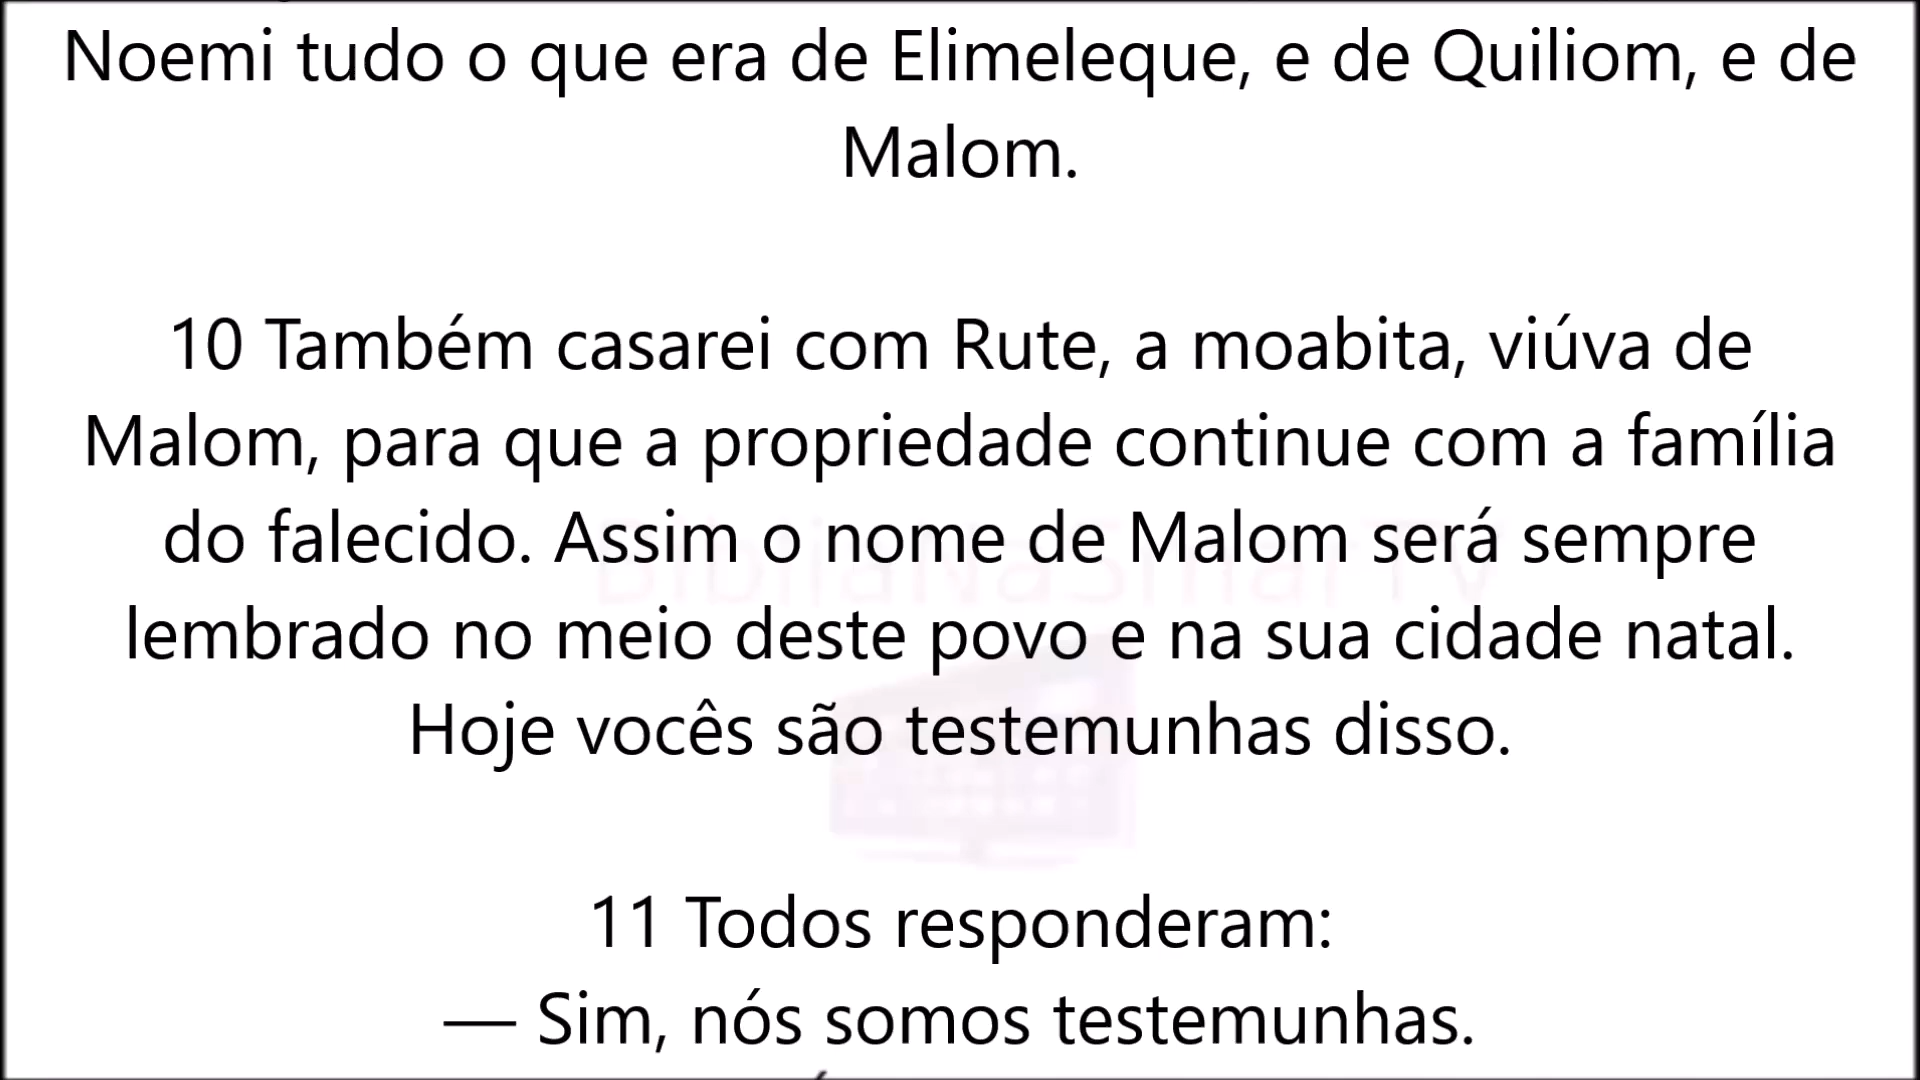 Noemi tudo o que era de Elimeleque, e de Quiliom, e de
Malom.
10 Também casarei com Rute, a moabita, viúva de
Malom, para que a propriedade continue com a família
do falecido. Assim o nome de Malom será sempre
lembrado no meio deste povo e na sua cidade natal.
Hoje vocês são testemunhas disso.
11 Todos responderam:
— Sim, nós somos testemunhas.
BibliaNaSmarTV